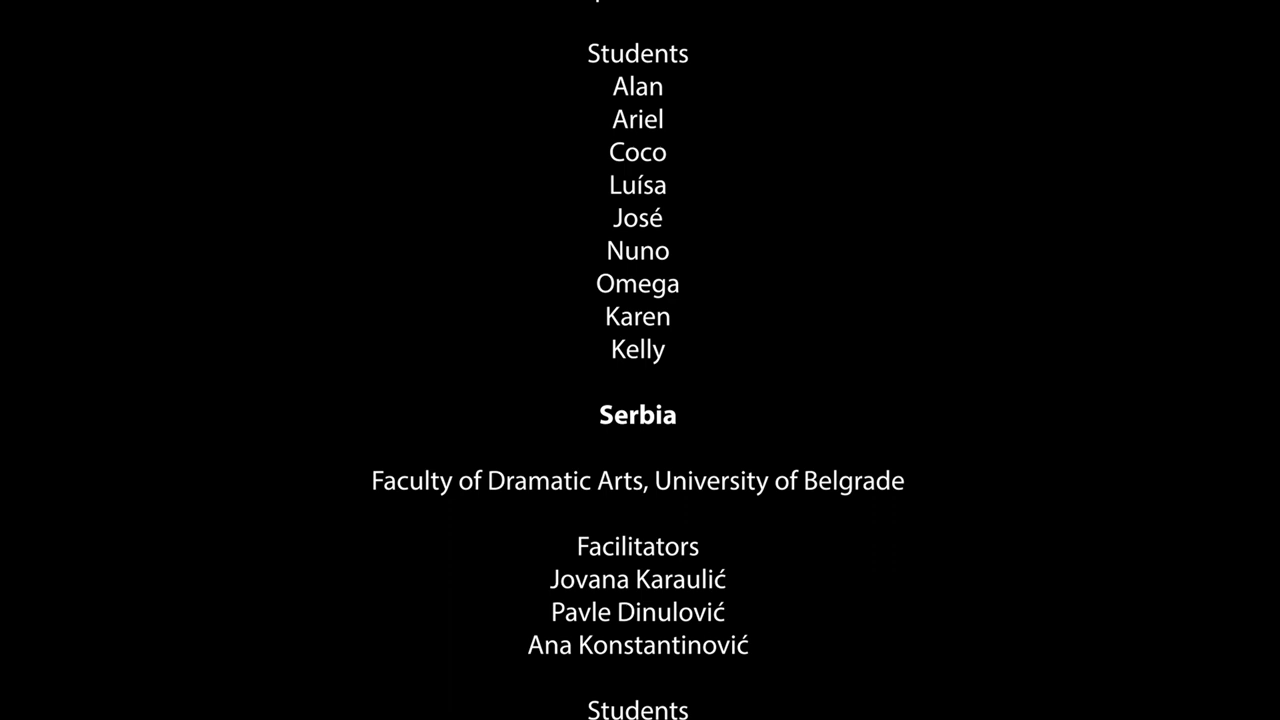 Students
Alan
Ariel
Coco
Luísa
José
Nuno
Omega
Karen
Kelly
Serbia
Faculty of Dramatic Arts, University of Belgrade
Facilitators
Jovana Karaulić
Pavle Dinulović
Ana Konstantinović
Students